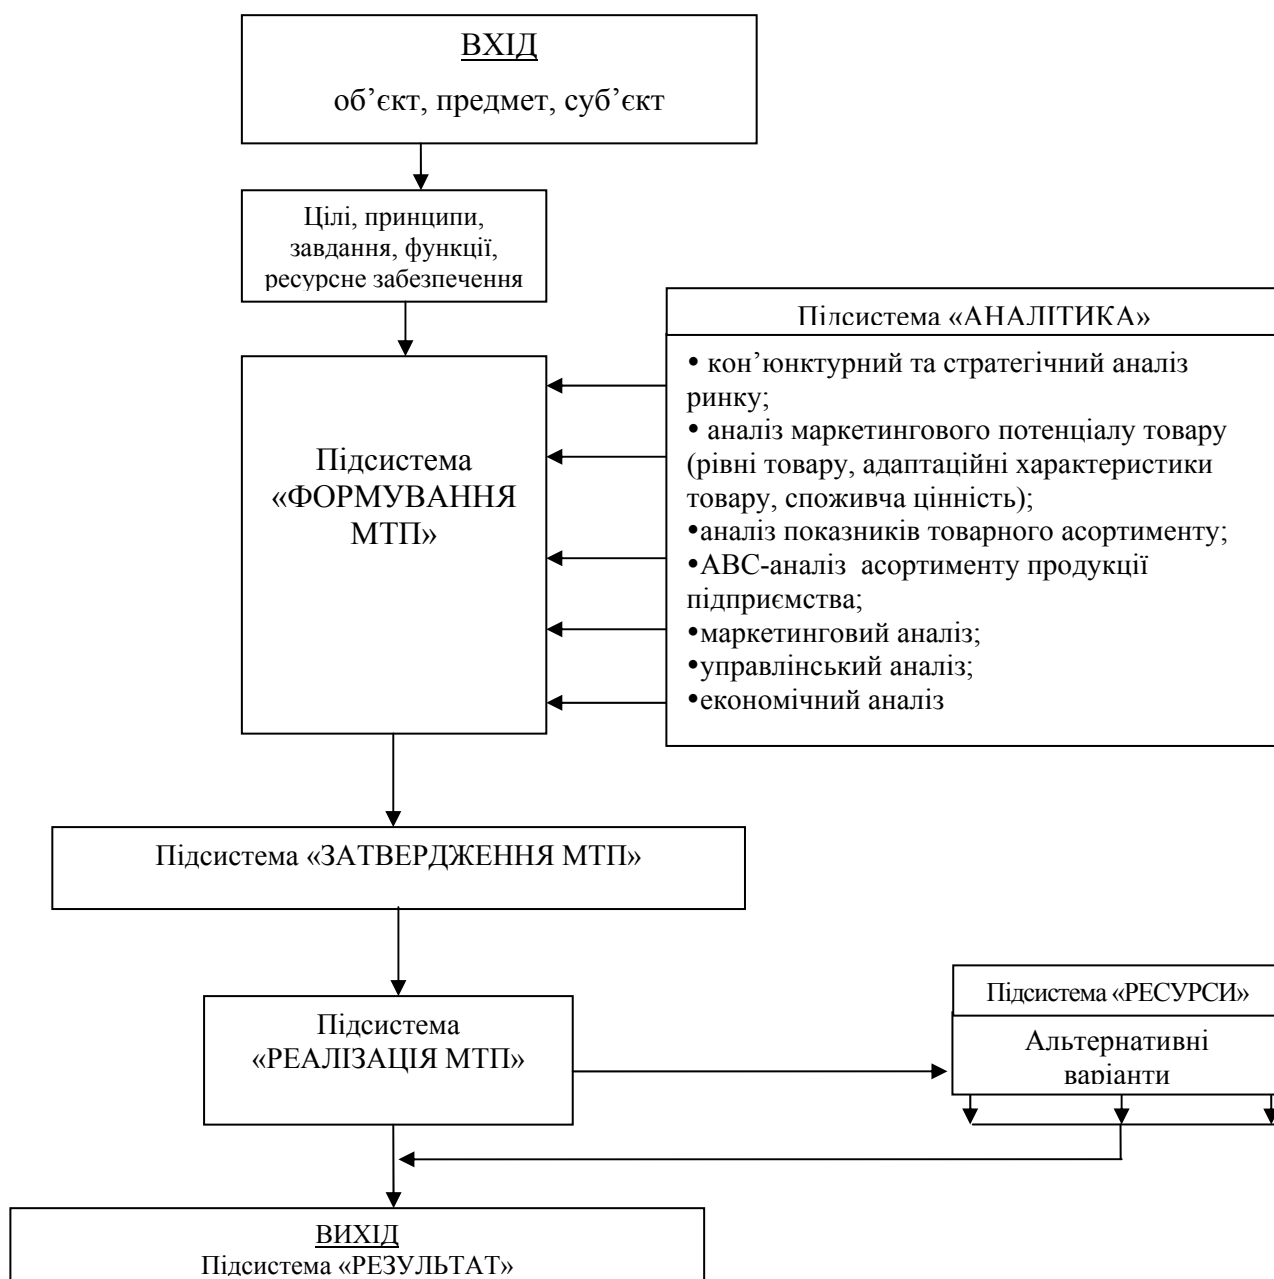 ВХІД
об’єкт, предмет, суб’єкт
Цілі, принципи,
завдання, функції,
ресурсне забезпечення
Підсистема «АНАЛІТИКА»
• кон’юнктурний та стратегічний аналіз
ринку;
• аналіз маркетингового потенціалу товару
(рівні товару, адаптаційні характеристики
товару, споживча цінність);
•аналіз показників товарного асортименту;
•АВС-аналіз  асортименту продукції
підприємства;
•маркетинговий аналіз;
•управлінський аналіз;
•економічний аналіз
Підсистема
«ФОРМУВАННЯ
МТП»
Підсистема «ЗАТВЕРДЖЕННЯ МТП»
Підсистема
«РЕАЛІЗАЦІЯ МТП»
Підсистема «РЕСУРСИ»
Альтернативні
варіанти
ВИХІД
Підсистема «РЕЗУЛЬТАТ»